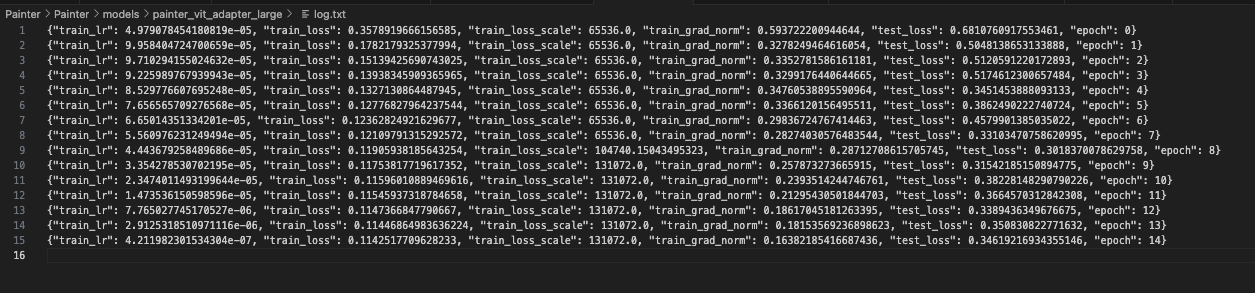 Painter > Painter > models > painter_vit_adapter_large > log.txt
1 {"train_lr": 4.979078454180819e-05, "train_loss": 0.3578919666156585, "train_loss_scale": 65536.0, "train_grad_norm": 0.593722200944644, "test_loss": 0.6810760917553461, "epoch": 0}
2 {"train_lr": 9.958404724700659e-05, "train_loss": 0.1782179325377994, "train_loss_scale": 65536.0, "train_grad_norm": 0.3278249464616054, "test_loss": 0.5048138653133888, "epoch": 1}
3 {"train_lr": 9.710294155024632e-05, "train_loss": 0.15139425690743025, "train_loss_scale": 65536.0, "train_grad_norm": 0.3352781586161181, "test_loss": 0.5120591220172893, "epoch": 2}
4 {"train_lr": 9.225989767939943e-05, "train_loss": 0.13938345909365965, "train_loss_scale": 65536.0, "train_grad_norm": 0.3299176440644665, "test_loss": 0.5174612300657484, "epoch": 3}
5 {"train_lr": 8.529776607695248e-05, "train_loss": 0.1327130864487945, "train_loss_scale": 65536.0, "train_grad_norm": 0.34760538895590964, "test_loss": 0.3451453888093133, "epoch": 4}
6 {"train_lr": 7.656565709276568e-05, "train_loss": 0.12776827964237544, "train_loss_scale": 65536.0, "train_grad_norm": 0.3366120156495511, "test_loss": 0.3862490222740724, "epoch": 5}
7 {"train_lr": 6.65014351334201e-05, "train_loss": 0.12362824921629677, "train_loss_scale": 65536.0, "train_grad_norm": 0.29836724767414463, "test_loss": 0.4579901385035022, "epoch": 6}
8 {"train_lr": 5.560976231249494e-05, "train_loss": 0.12109791315292572, "train_loss_scale": 65536.0, "train_grad_norm": 0.28274030576483544, "test_loss": 0.33103470758620995, "epoch": 7}
9 {"train_lr": 4.443679258489686e-05, "train_loss": 0.11905938185643254, "train_loss_scale": 104740.15043495323, "train_grad_norm": 0.28712708615705745, "test_loss": 0.3018370078629758, "epoch": 8}
10 {"train_lr": 3.354278530702195e-05, "train_loss": 0.11753817719617352, "train_loss_scale": 131072.0, "train_grad_norm": 0.257873273665915, "test_loss": 0.31542185150894775, "epoch": 9}
11 {"train_lr": 2.3474011493199644e-05, "train_loss": 0.11596010889469616, "train_loss_scale": 131072.0, "train_grad_norm": 0.2393514244746761, "test_loss": 0.38228148290790226, "epoch": 10}
12 {"train_lr": 1.473536150598596e-05, "train_loss": 0.11545937318784658, "train_loss_scale": 131072.0, "train_grad_norm": 0.21295430501844703, "test_loss": 0.3664570312842308, "epoch": 11}
13 {"train_lr": 7.765027745170527e-06, "train_loss": 0.1147366847790667, "train_loss_scale": 131072.0, "train_grad_norm": 0.18617045181263395, "test_loss": 0.3389436349676675, "epoch": 12}
14 {"train_lr": 2.9125318510971116e-06, "train_loss": 0.11446864983636224, "train_loss_scale": 131072.0, "train_grad_norm": 0.18153569236898623, "test_loss": 0.350830822771632, "epoch": 13}
15 {"train_lr": 4.211982301534304e-07, "train_loss": 0.1142517709628233, "train_loss_scale": 131072.0, "train_grad_norm": 0.16382185416687436, "test_loss": 0.34619216934355146, "epoch": 14}
16